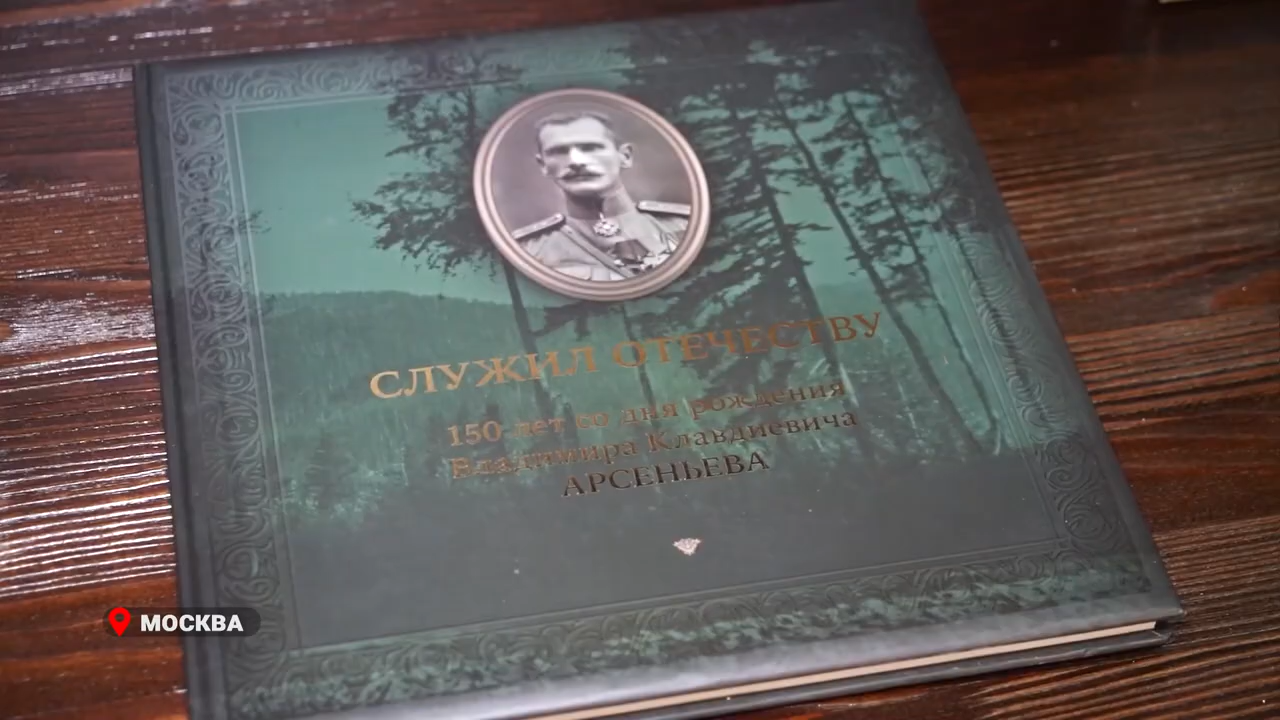 СЛУЖИЛ ОТЕЧЕСТВУ
150 лет со дня рождения
Владимира Клавдиевича
АРСЕНЬЕВА
МОСКВА